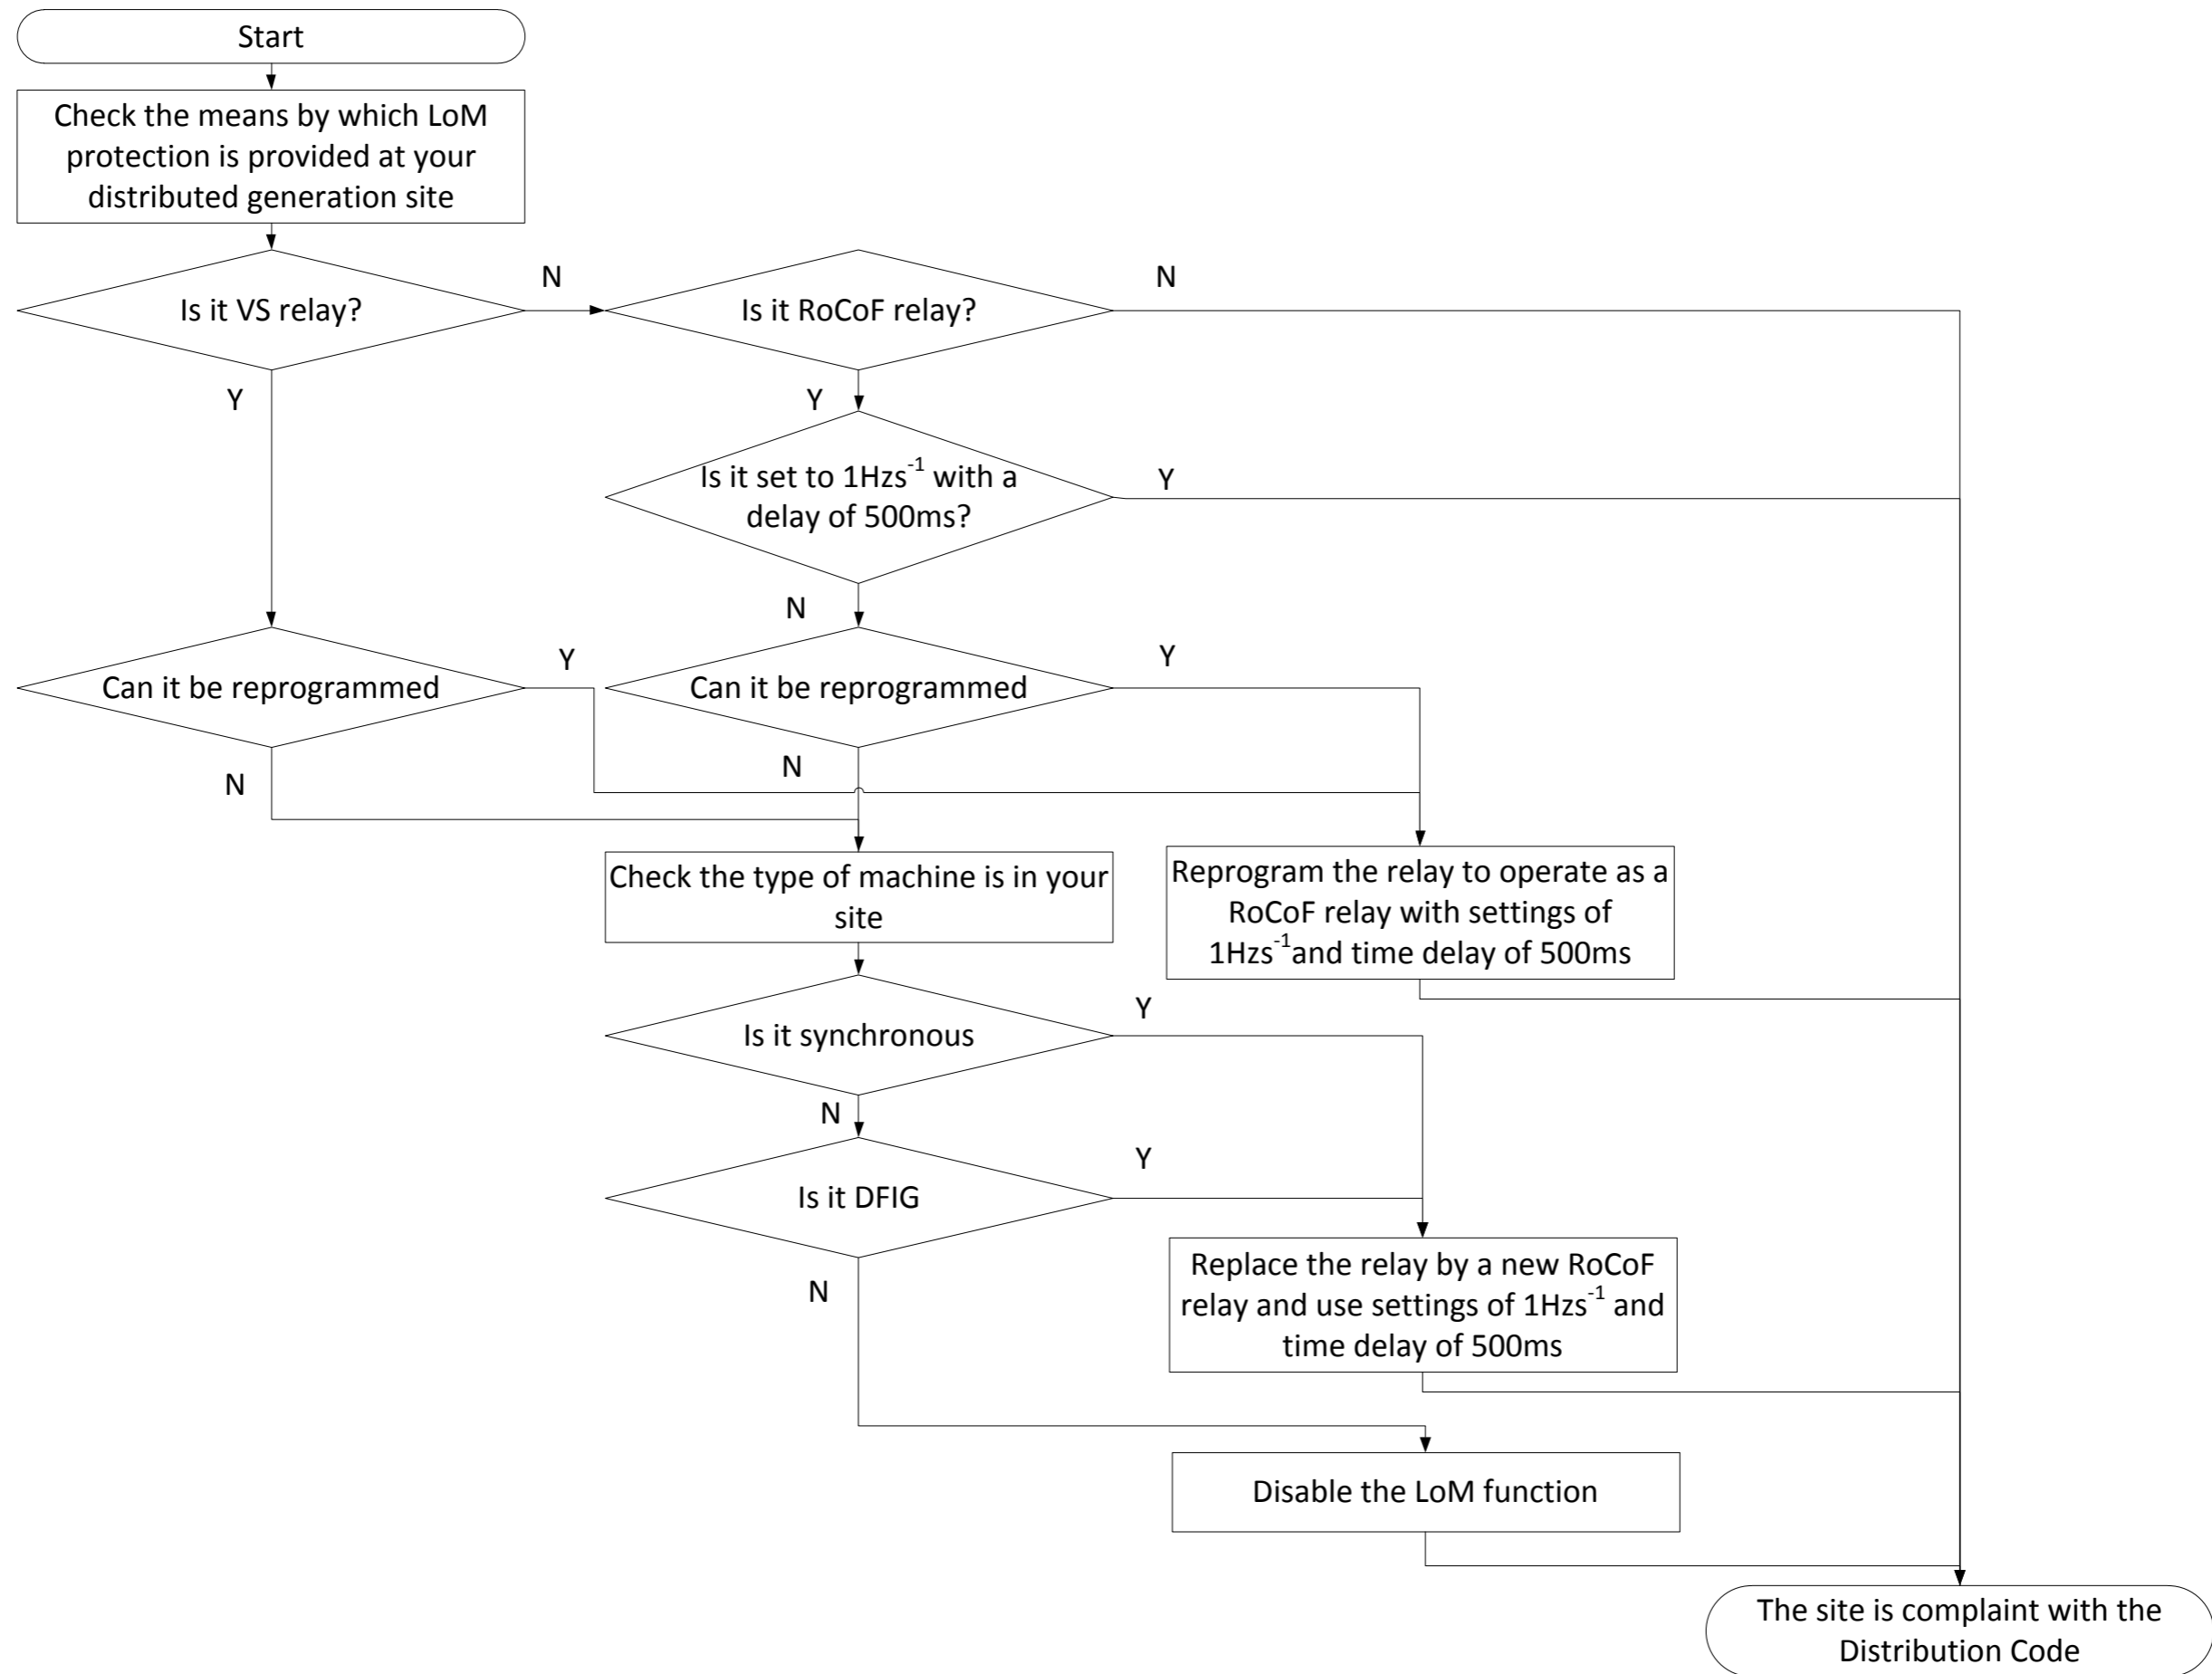 Start
Check the means by which LoM
protection is provided at your
distributed generation site
Is it VS relay?
N
Is it RoCoF relay?
N
Y
Y
Is it set to 1Hzs⁻¹ with a
delay of 500ms?
Y
N
Can it be reprogrammed
Y
Can it be reprogrammed
Y
N
N
Check the type of machine is in your
site
Reprogram the relay to operate as a
RoCoF relay with settings of
1Hzs⁻¹and time delay of 500ms
Is it synchronous
Y
N
Is it DFIG
Y
N
Replace the relay by a new RoCoF
relay and use settings of 1Hzs⁻¹ and
time delay of 500ms
Disable the LoM function
The site is complaint with the
Distribution Code